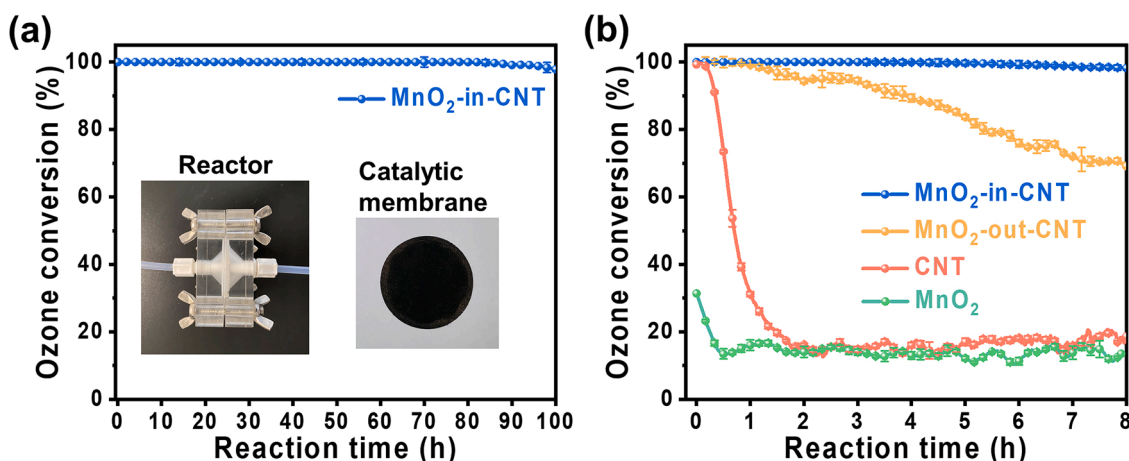 (a)
100
80
60
40
20
0
Ozone conversion (%)
MnO2-in-CNT
Reactor
Catalytic
membrane
0 10 20 30 40 50 60 70 80 90 100
Reaction time (h)
(b)
100
80
60
40
20
0
Ozone conversion (%)
MnO2-in-CNT
MnO2-out-CNT
CNT
MnO2
0 1 2 3 4 5 6 7 8
Reaction time (h)